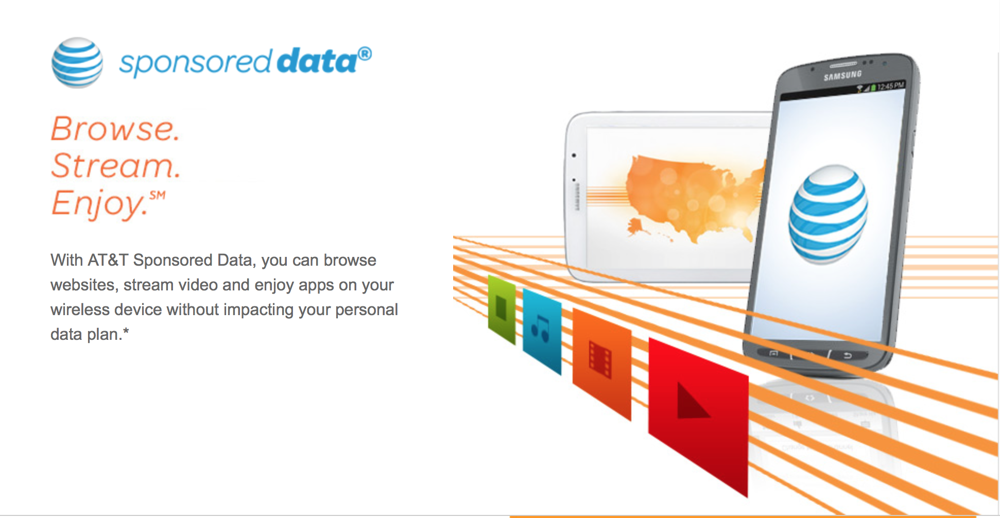 sponsored data®
Browse.
Stream.
Enjoy.℠
With AT&T Sponsored Data, you can browse
websites, stream video and enjoy apps on your
wireless device without impacting your personal
data plan.*
SAMSUNG
12:45 PM
SAMSUNG